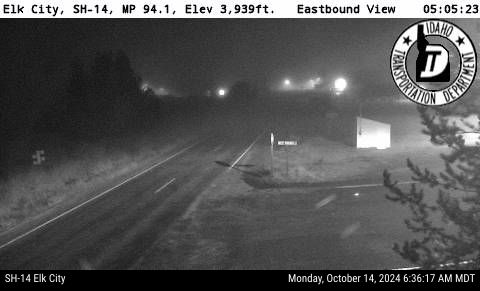 Elk City, SH-14, MP 94.1, Elev 3,939ft. Eastbound View 05:05:23
IDAHO
TRANSPORTATION DEPARTMENT
SH-14 Elk City
Monday, October 14, 2024 6:36:17 AM MDT